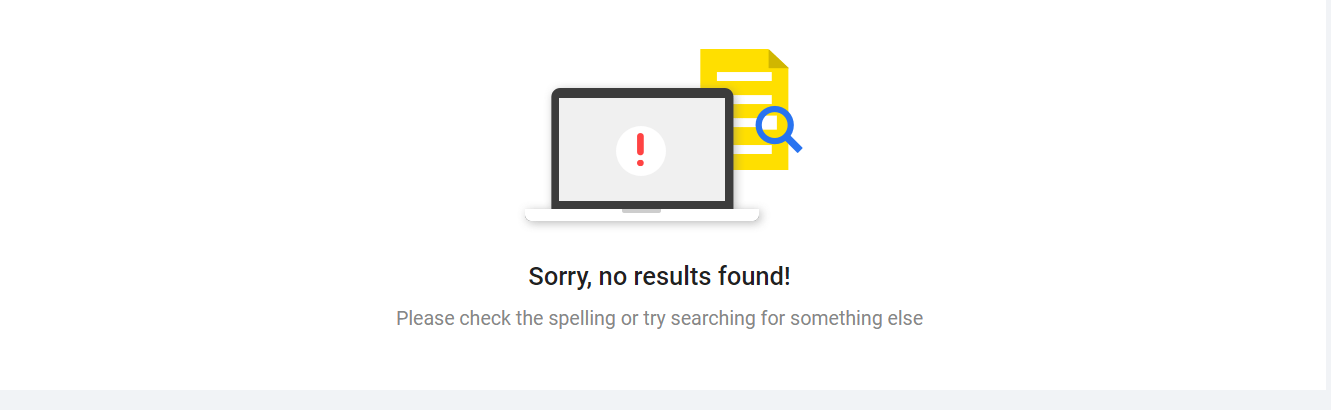 Sorry, no results found!
Please check the spelling or try searching for something else